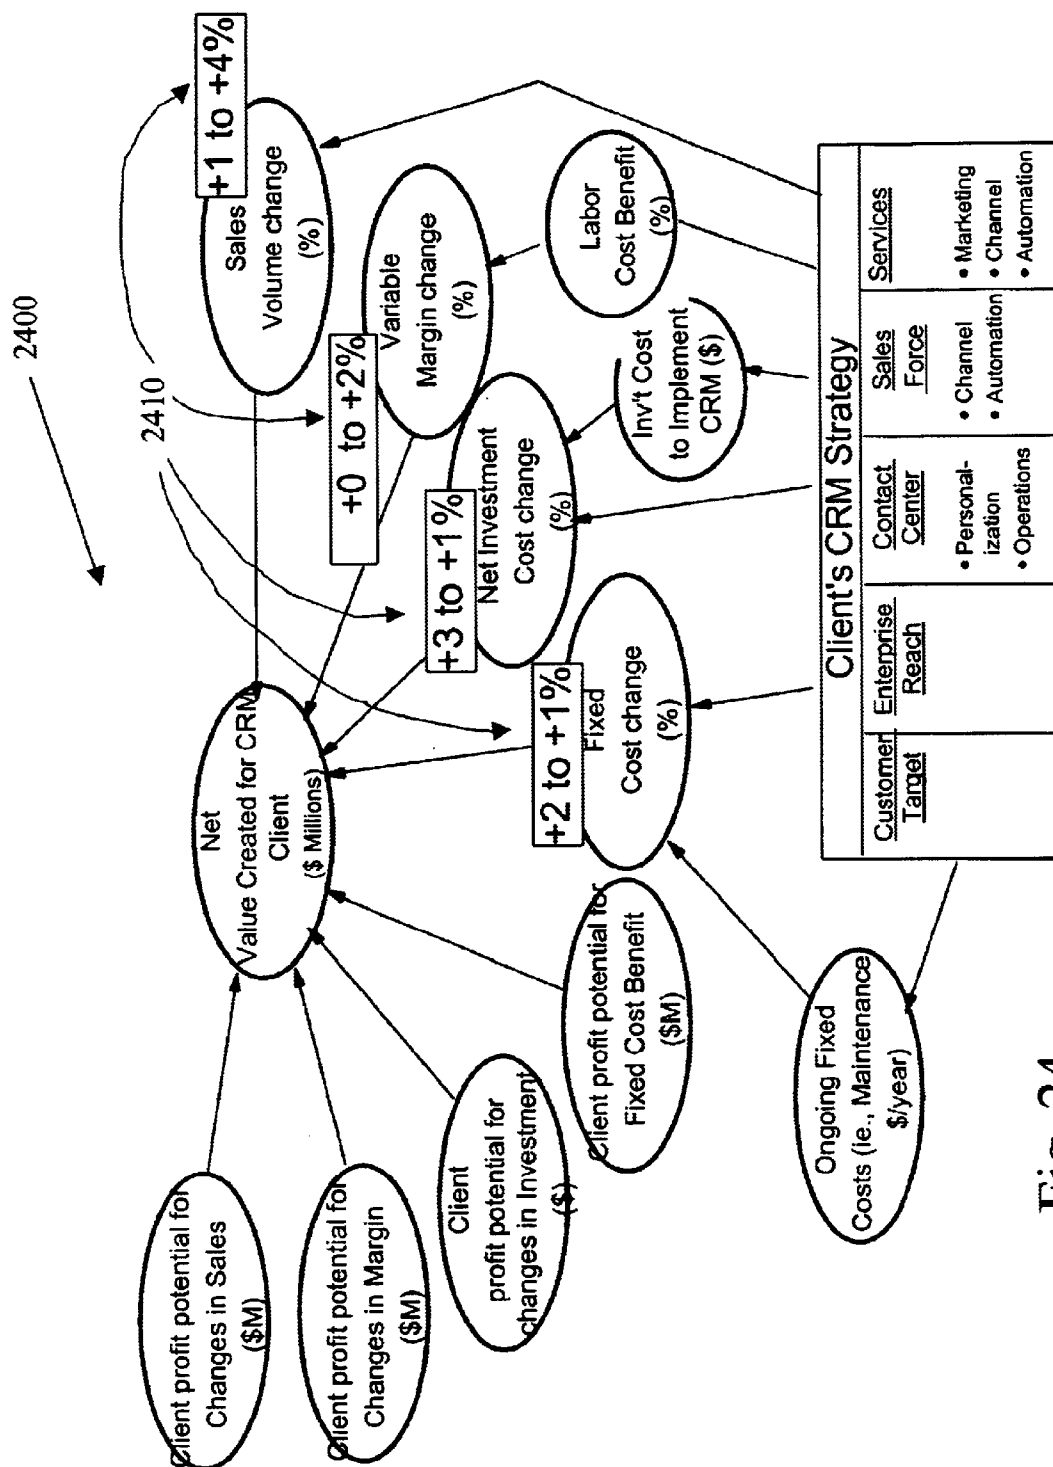 2400
2410
+1 to +4%
Sales
Volume change
(%)
+0 to +2%
Variable
Margin change
(%)
+3 to +1%
Net Investment
Cost change
(%)
+2 to +1%
Fixed
Cost change
(%)
Labor
Cost Benefit
(%)
Inv't Cost
to Implement
CRM ($)
Net
Value Created for CRM
Client
($ Millions)
Client profit potential for
Changes in Sales
($M)
Client profit potential for
Changes in Margin
($M)
Client
profit potential for
changes in Investment
($)
Client profit potential for
Fixed Cost Benefit
($M)
Ongoing Fixed
Costs (ie., Maintenance
$/year)
Client's CRM Strategy
Customer
Target
Enterprise
Reach
Contact
Center
• Personal-
ization
• Operations
Sales
Force
• Channel
• Automation
Services
• Marketing
• Channel
• Automation